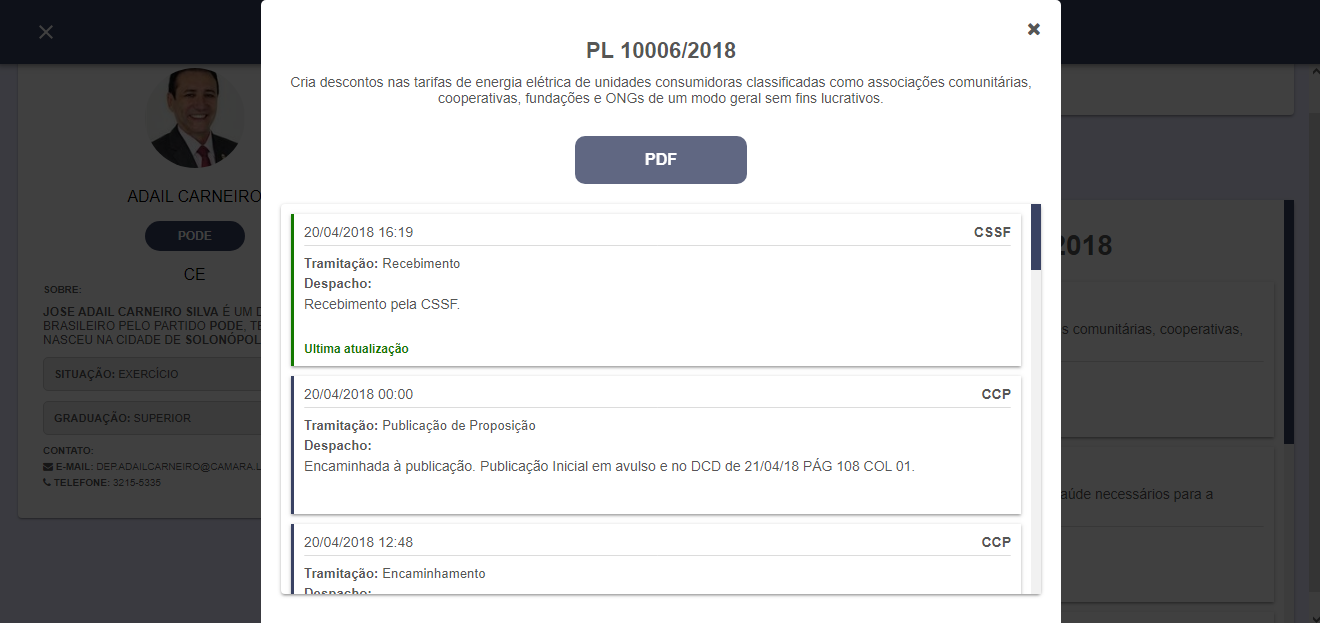 PL 10006/2018
Cria descontos nas tarifas de energia elétrica de unidades consumidoras classificadas como associações comunitárias,
cooperativas, fundações e ONGs de um modo geral sem fins lucrativos.
PDF
20/04/2018 16:19 CSSF
Tramitação: Recebimento
Despacho:
Recebimento pela CSSF.
Ultima atualização
20/04/2018 00:00 CCP
Tramitação: Publicação de Proposição
Despacho:
Encaminhada à publicação. Publicação Inicial em avulso e no DCD de 21/04/18 PÁG 108 COL 01.
20/04/2018 12:48 CCP
Tramitação: Encaminhamento
Despacho:
ADAIL CARNEIRO
PODE
CE
SOBRE:
JOSE ADAIL CARNEIRO SILVA É UM D
BRASILEIRO PELO PARTIDO PODE, TE
NASCEU NA CIDADE DE SOLONÓPOL
SITUAÇÃO: EXERCÍCIO
GRADUAÇÃO: SUPERIOR
CONTATO:
E-MAIL: DEP.ADAILCARNEIRO@CAMARA.L
TELEFONE: 3215-5335
2018
s comunitárias, cooperativas,
aúde necessários para a